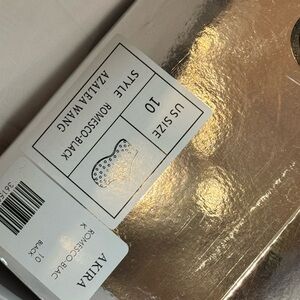 STYLE ROMESCO-BLACK
AZALEA WANG
US SIZE
10
AKIRA
ROMESCO-BLAC
K
10
BLACK